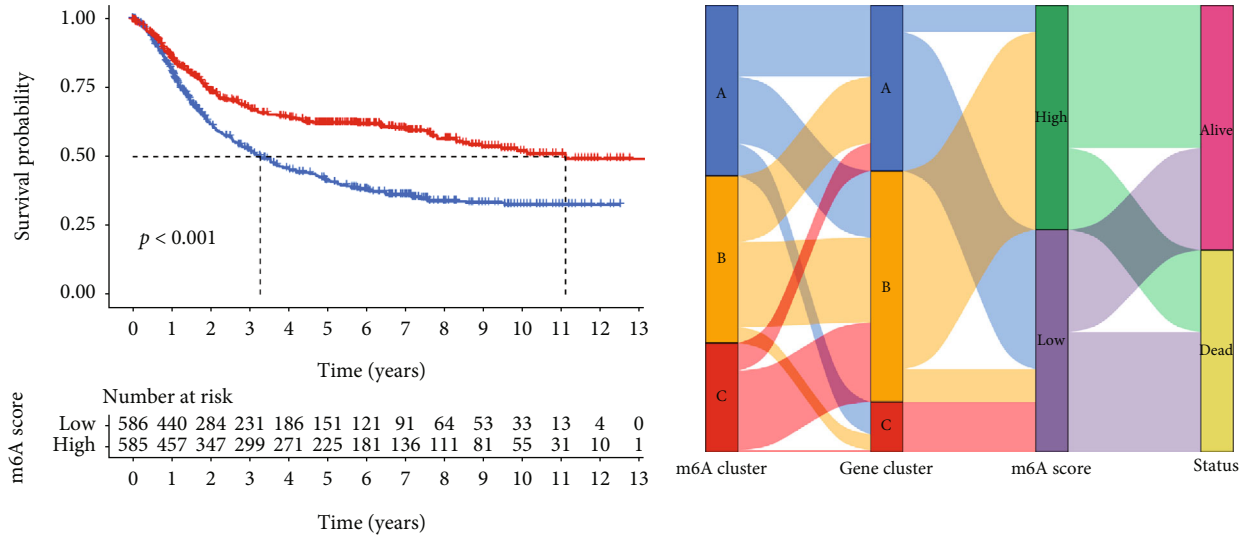 Survival probability
1.00
0.75
0.50
0.25
0.00
p < 0.001
0 1 2 3 4 5 6 7 8 9 10 11 12 13
Time (years)
m6A score
Number at risk
Low 586 440 284 231 186 151 121 91 64 53 33 13 4 0
High 585 457 347 299 271 225 181 136 111 81 55 31 10 1
0 1 2 3 4 5 6 7 8 9 10 11 12 13
Time (years)
A
B
C
A
B
C
High
Low
Alive
Dead
m6A cluster Gene cluster m6A score Status